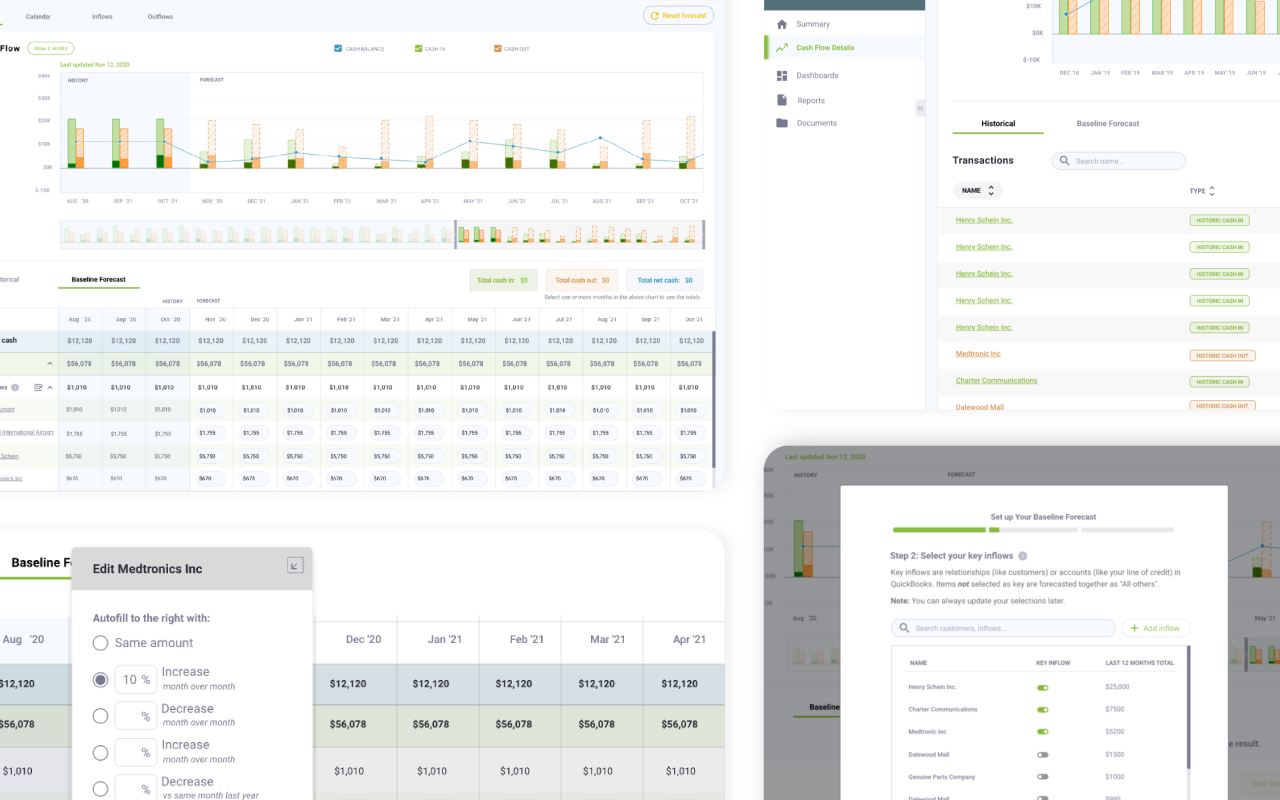 Calendar Inflows Outflows Reset forecast
Flow How it works CASH BALANCE CASH IN CASH OUT
Last updated Nov 12, 2020
HISTORY FORECAST
$40K
$30K
$20K
$10K
$0K
$-10K
AUG '20 SEP '21 OCT '21 NOV '20 DEC '21 JAN '21 FEB '21 MAR '21 APR '21 MAY '21 JUN '21 JUL '21 AUG '21 SEP '21 OCT '21
torical Baseline Forecast Total cash in: $0 Total cash out: $0 Total net cash: $0
Select one or more months in the above chart to see the totals
HISTORY FORECAST
Aug '20 Sep '20 Oct '20 Nov '20 Dec '20 Jan '21 Feb '21 Mar '21 Apr '21 May '21 Jun '21 Jul '21 Aug '21 Sep '21 Oct '21
cash $12,120 $12,120 $12,120 $12,120 $12,120 $12,120 $12,120 $12,120 $12,120 $12,120 $12,120 $12,120 $12,120 $12,120 $12,120
$56,078 $56,078 $56,078 $56,078 $56,078 $56,078 $56,078 $56,078 $56,078 $56,078 $56,078 $56,078 $56,078 $56,078 $56,078
ws $1,010 $1,010 $1,010 $1,010 $1,010 $1,010 $1,010 $1,010 $1,010 $1,010 $1,010 $1,010 $1,010 $1,010 $1,010
irport $1,010 $1,010 $1,010 $1,010 $1,010 $1,010 $1,010 $1,010 $1,010 $1,010 $1,010 $1,010 $1,010 $1,010 $1,010
l International Airport $1,755 $1,755 $1,755 $1,755 $1,755 $1,755 $1,755 $1,755 $1,755 $1,755 $1,755 $1,755 $1,755 $1,755 $1,755
Schein $5,750 $5,750 $5,750 $5,750 $5,750 $5,750 $5,750 $5,750 $5,750 $5,750 $5,750 $5,750 $5,750 $5,750 $5,750
onics Inc $670 $670 $670 $670 $670 $670 $670 $670 $670 $670 $670 $670 $670 $670 $670
Summary
Cash Flow Details
Dashboards
Reports
Documents
$10K
$0K
$-10K
DEC '18 JAN '19 FEB '19 MAR '19 APR '19 MAY '19 JUN '19
Historical Baseline Forecast
Transactions Search name...
NAME TYPE
Henry Schein Inc. HISTORIC CASH IN
Henry Schein Inc. HISTORIC CASH IN
Henry Schein Inc. HISTORIC CASH IN
Henry Schein Inc. HISTORIC CASH IN
Henry Schein Inc. HISTORIC CASH IN
Medtronic Inc HISTORIC CASH OUT
Charter Communications HISTORIC CASH IN
Dalewood Mall HISTORIC CASH OUT
Baseline F
Edit Medtronics Inc
Autofill to the right with:
Same amount
10 % Increase
month over month
% Decrease
month over month
% Increase
month over month
% Decrease
vs same month last year
Aug '20 Dec '20 Jan '21 Feb '21 Mar '21 Apr '21
$12,120 $12,120 $12,120 $12,120 $12,120 $12,120
$56,078 $56,078 $56,078 $56,078 $56,078 $56,078
$1,010 $1,010 $1,010 $1,010 $1,010 $1,010
Last updated Nov 12, 2020
HISTORY FORECAST
0K
0K
10K
$0K
0K
Aug '20 May '21
Baseline
e result.
Set up Your Baseline Forecast
Step 2: Select your key inflows
Key inflows are relationships (like customers) or accounts (like your line of credit) in
QuickBooks. Items not selected as key are forecasted together as "All others".
Note: You can always update your selections later.
Search customers, inflows... + Add inflow
NAME KEY INFLOW LAST 12 MONTHS TOTAL
Henry Schein Inc. $25,000
Charter Communications $7500
Medtronic Inc $5200
Dalewood Mall $1500
Genuine Parts Company $1000
Dalewood Mall $990